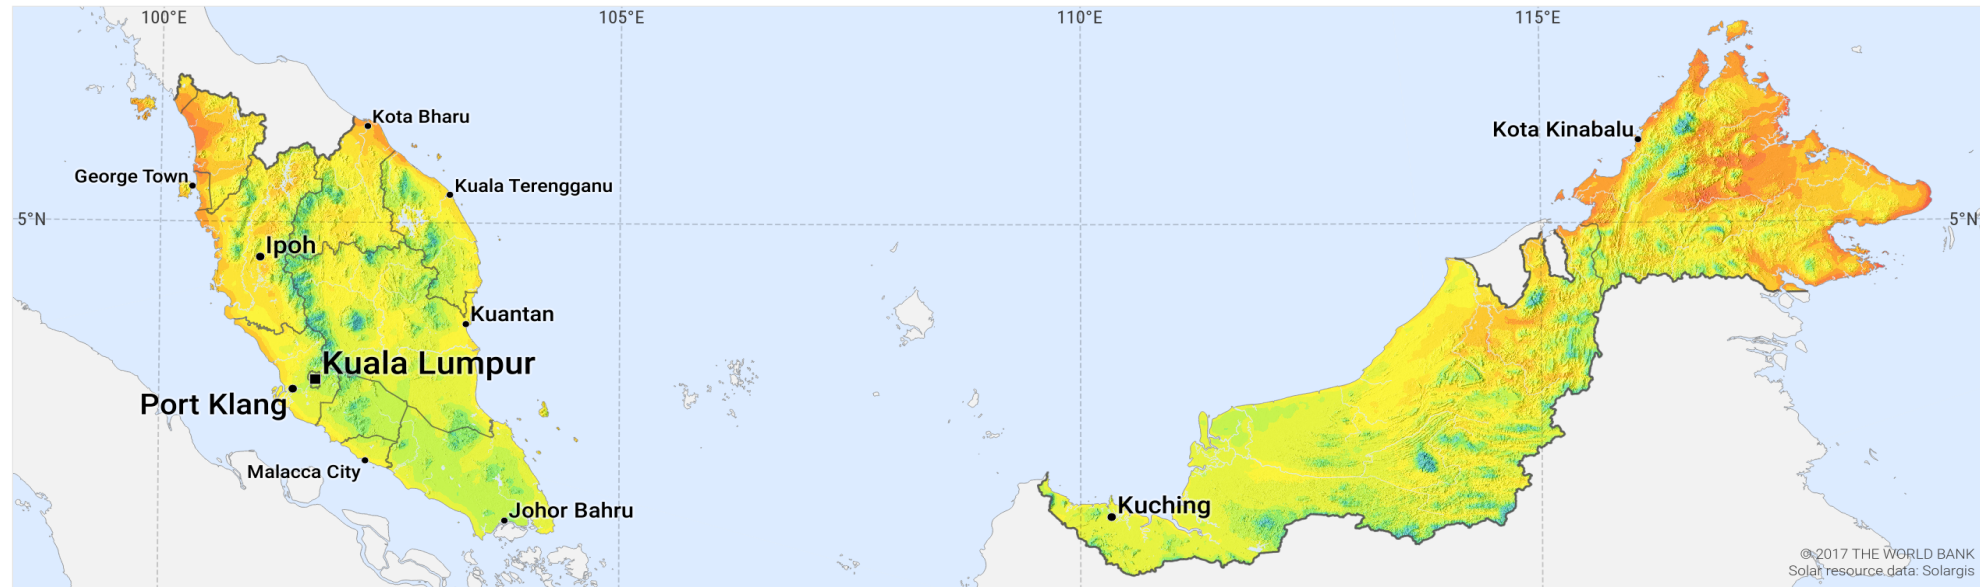 100°E
105°E
110°E
115°E
Kota Bharu
Kota Kinabalu
George Town
Kuala Terengganu
5°N
5°N
Ipoh
Kuantan
Kuala Lumpur
Port Klang
Malacca City
Johor Bahru
Kuching
© 2017 THE WORLD BANK
Solar resource data: Solargis